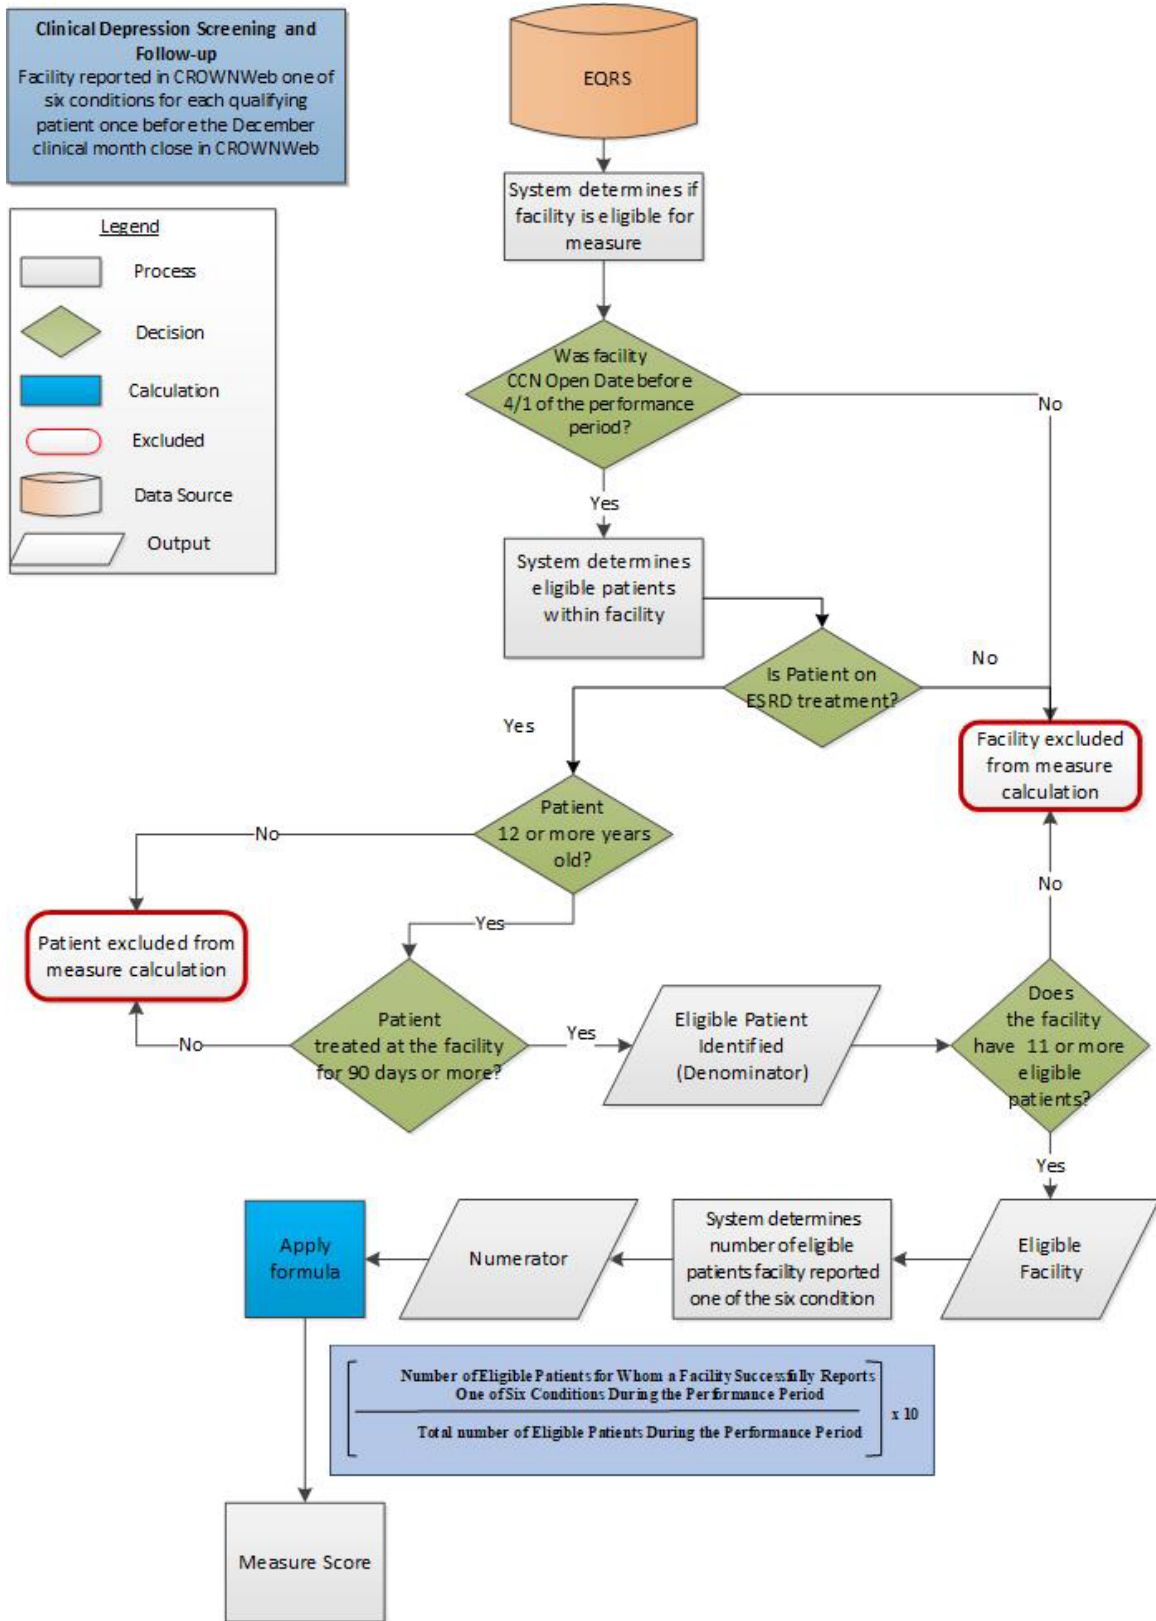 Clinical Depression Screening and
Follow-up
Facility reported in CROWNWeb one of
six conditions for each qualifying
patient once before the December
clinical month close in CROWNWeb
Legend
Process
Decision
Calculation
Excluded
Data Source
Output
EQRS
System determines if
facility is eligible for
measure
Was facility
CCN Open Date before
4/1 of the performance
period?
No
Yes
System determines
eligible patients
within facility
Is Patient on
ESRD treatment?
No
Yes
Facility excluded
from measure
calculation
Patient
12 or more years
old?
No
Yes
Patient excluded from
measure calculation
Patient
treated at the facility
for 90 days or more?
No
Yes
Eligible Patient
Identified
(Denominator)
Does
the facility
have 11 or more
eligible
patients?
No
Yes
Eligible
Facility
System determines
number of eligible
patients facility reported
one of the six condition
Numerator
Apply
formula
Number of Eligible Patients for Whom a Facility Successfully Reports
One of Six Conditions During the Performance Period
Total number of Eligible Patients During the Performance Period
x 10
Measure Score